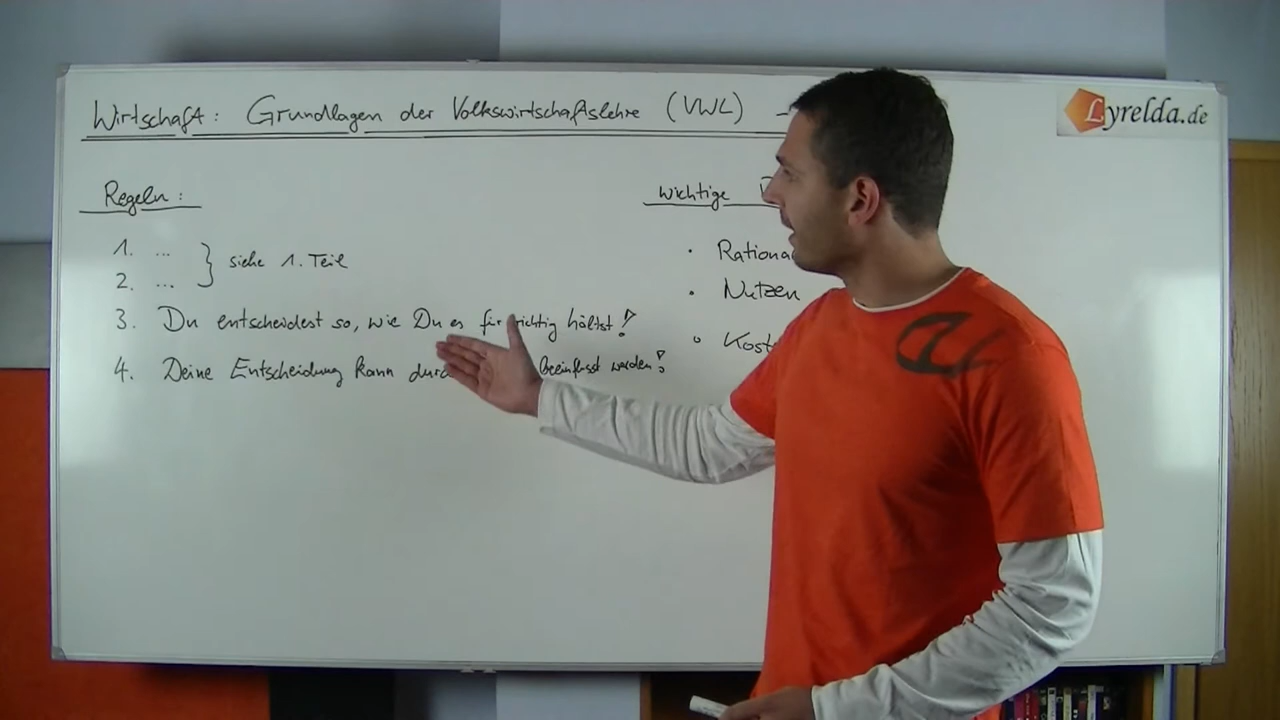 Wirtschaft: Grundlagen der Volkswirtschaftslehre (VWL) -
Lyrelda.de
Regeln:
1. ...
2. ...
} siehe 1. Teil
3. Du entscheidest so, wie Du es für richtig hältst!
4. Deine Entscheidung kann durc beeinflusst werden!
wichtige
· Rationa
· Nutzen
· Kost